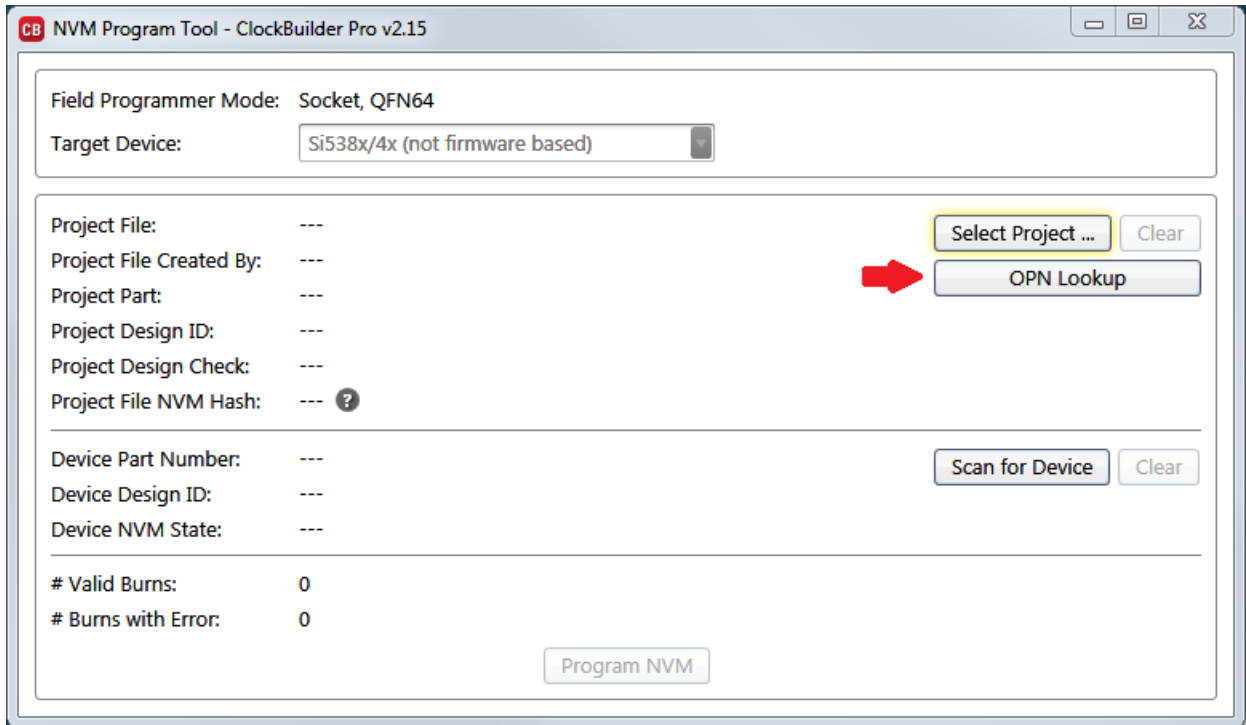 CB NVM Program Tool - ClockBuilder Pro v2.15
Field Programmer Mode: Socket, QFN64
Target Device: Si538x/4x (not firmware based)
Project File: --- Select Project ... Clear
Project File Created By: ---
OPN Lookup
Project Part: ---
Project Design ID: ---
Project Design Check: ---
Project File NVM Hash: --- ?
Device Part Number: --- Scan for Device Clear
Device Design ID: ---
Device NVM State: ---
# Valid Burns: 0
# Burns with Error: 0
Program NVM